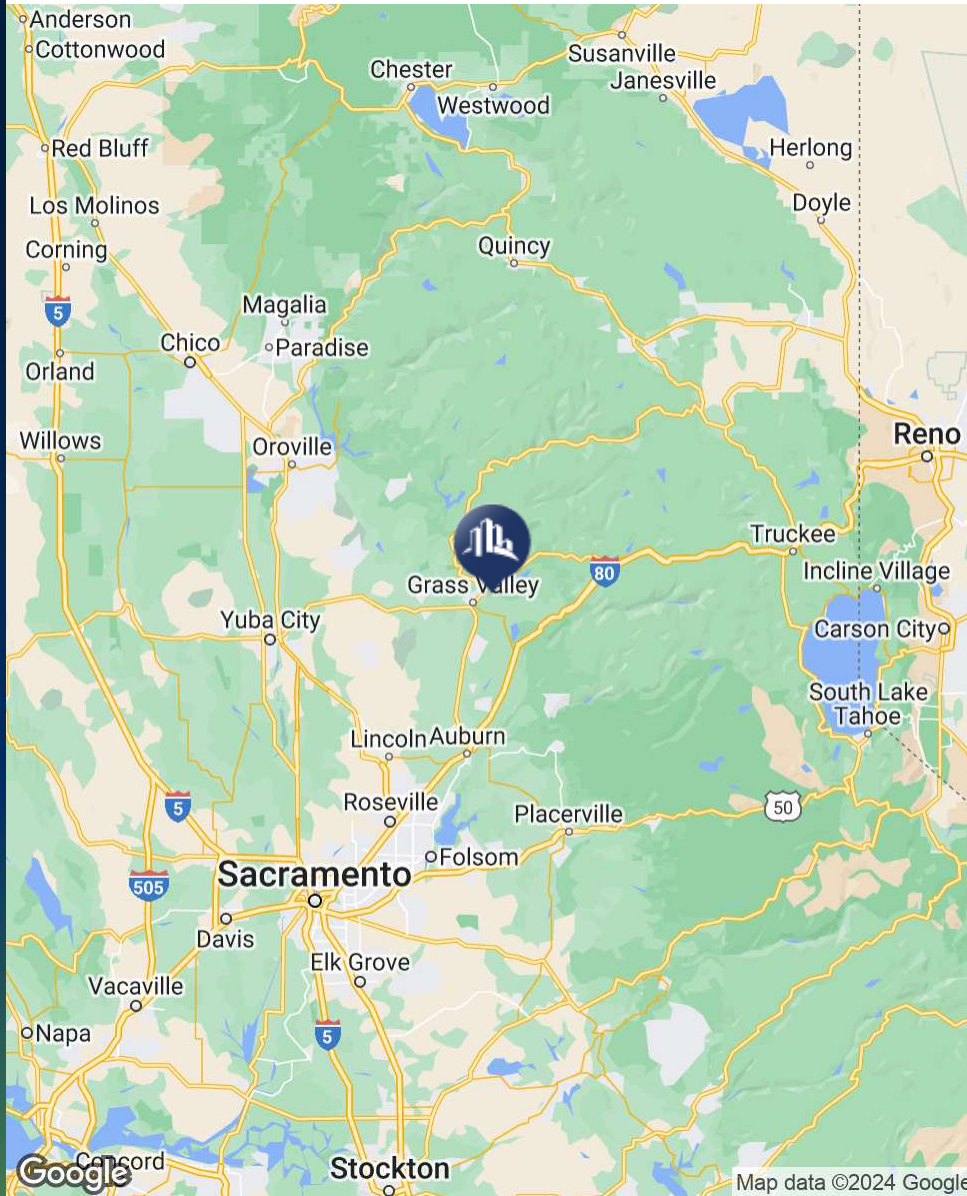 Anderson
Cottonwood
Susanville
Chester
Janesville
Westwood
Red Bluff
Herlong
Los Molinos
Doyle
Corning
Quincy
5
Magalia
Chico
Paradise
Orland
Willows
Oroville
Reno
Truckee
80
Incline Village
Grass Valley
Yuba City
Carson City
South Lake
Tahoe
Lincoln
Auburn
5
Roseville
50
Placerville
Folsom
Sacramento
505
Davis
Elk Grove
Vacaville
5
Napa
Concord
Google
Stockton
Map data ©2024 Google